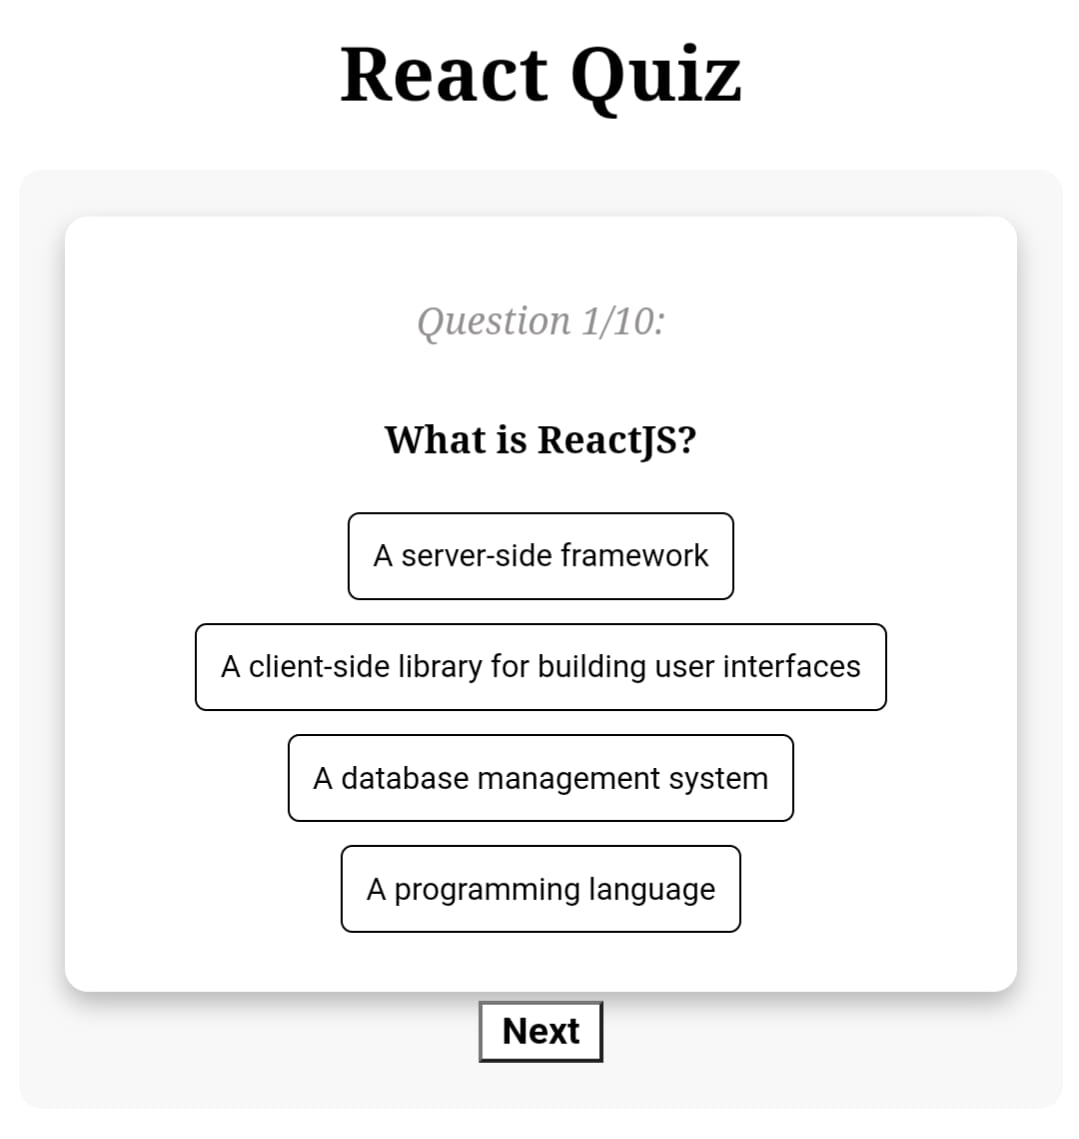 React Quiz
Question 1/10:
What is ReactJS?
A server-side framework
A client-side library for building user interfaces
A database management system
A programming language
Next